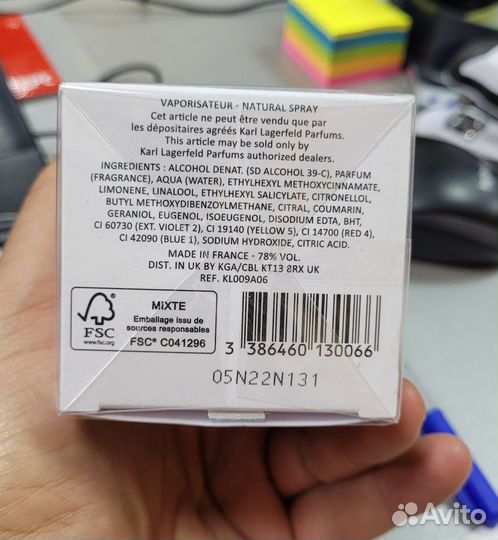 VAPORISATEUR - NATURAL SPRAY
Cet article ne peut être vendu que par
les dépositaires agréés Karl Lagerfeld Parfums.
This article may be sold only by
Karl Lagerfeld Parfums authorized dealers.
INGREDIENTS : ALCOHOL DENAT. (SD ALCOHOL 39-C), PARFUM
(FRAGRANCE), AQUA (WATER), ETHYLHEXYL METHOXYCINNAMATE,
LIMONENE, LINALOOL, ETHYLHEXYL SALICYLATE, CITRONELLOL,
BUTYL METHOXYDIBENZOYLMETHANE, CITRAL, COUMARIN,
GERANIOL, EUGENOL, ISOEUGENOL, DISODIUM EDTA, BHT,
CI 60730 (EXT. VIOLET 2), CI 19140 (YELLOW 5), CI 14700 (RED 4),
CI 42090 (BLUE 1), SODIUM HYDROXIDE, CITRIC ACID.
MADE IN FRANCE - 78% VOL.
DIST. IN UK BY KGA/CBL KT13 8RX UK
REF. KL009A06
FSC
www.fsc.org
MiXTE
Emballage issu de
sources responsables
FSC® C041296
3 386460 130066
05N22N131
Avito